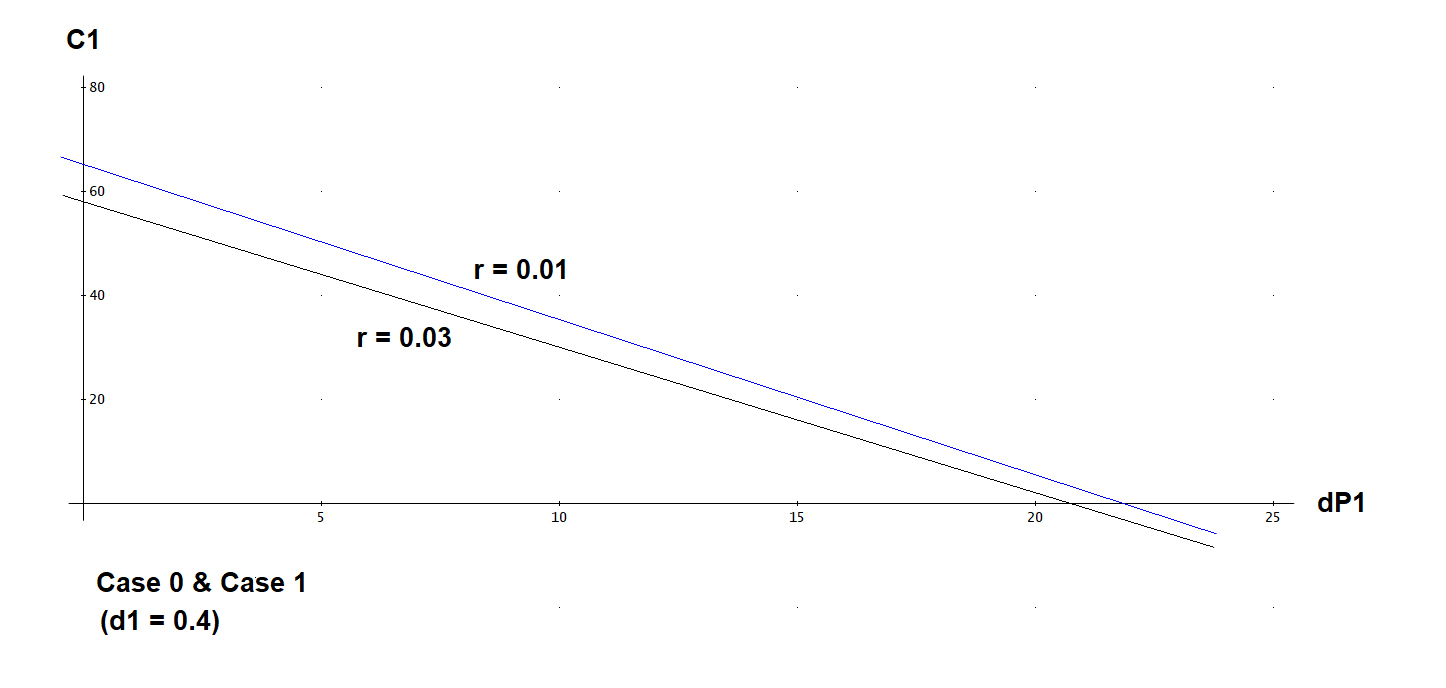 C1
80
60
40
20
r = 0.01
r = 0.03
5 10 15 20 25
dP1
Case 0 & Case 1
(d1 = 0.4)